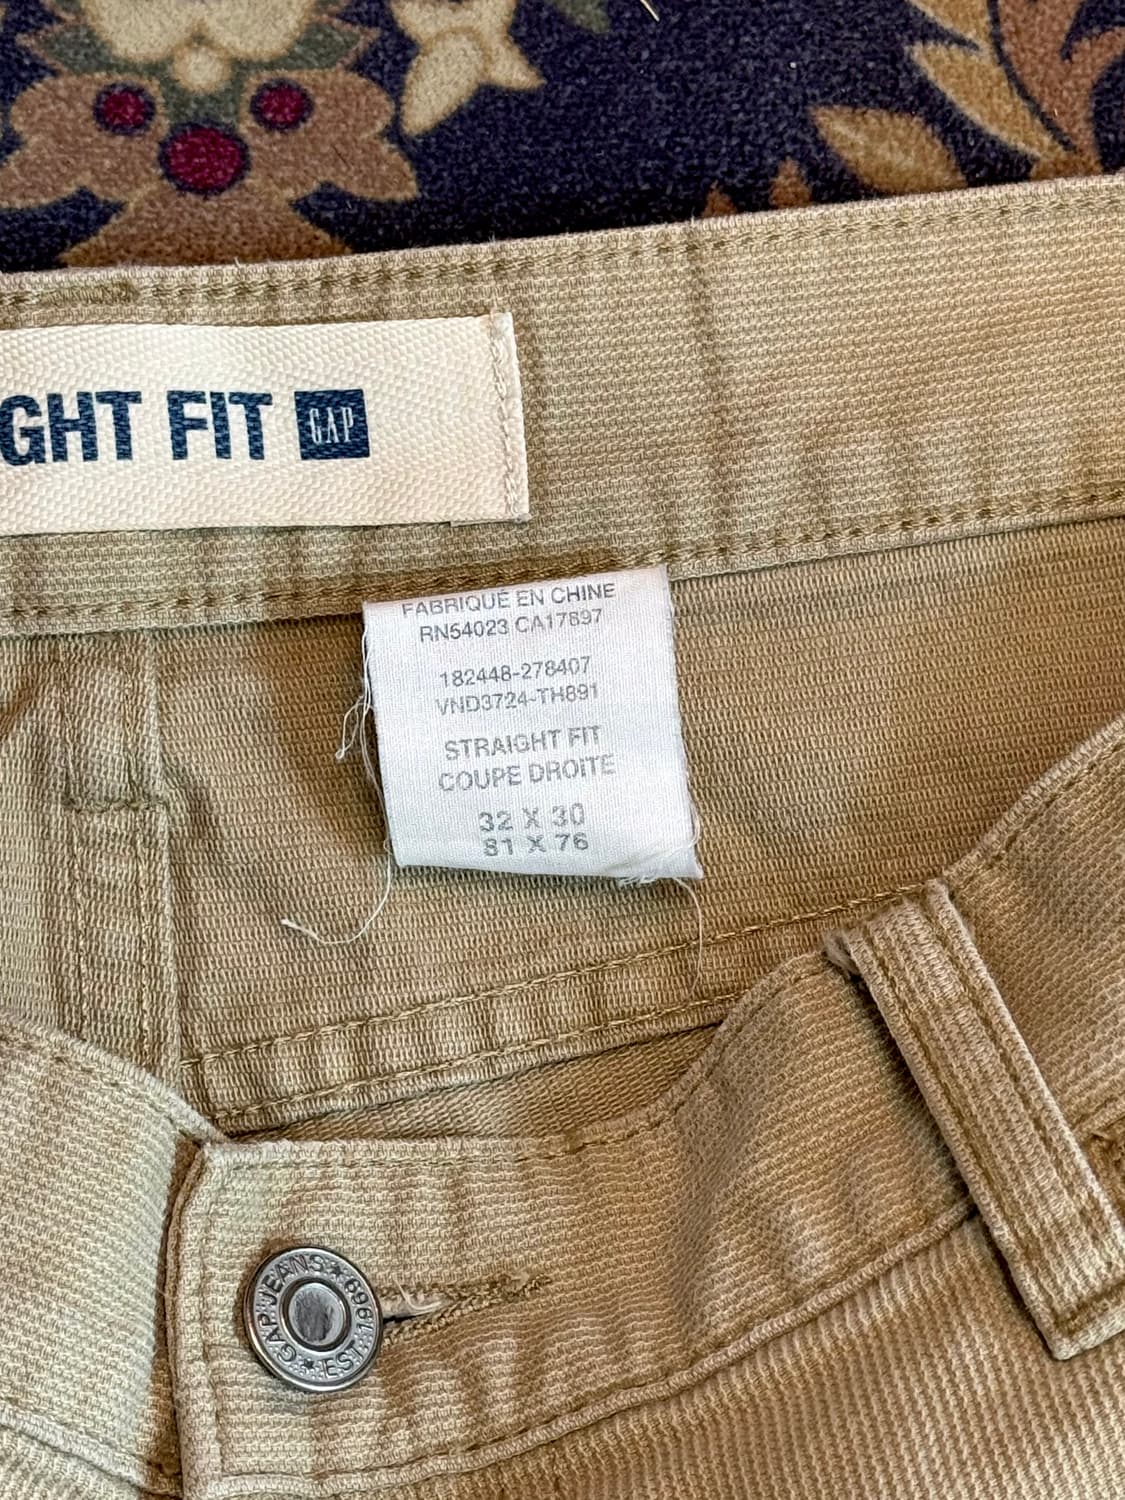 GHT FIT GAP
FABRIQUÉ EN CHINE
RN54023 CA17897
182448-278407
VND3724-TH891
STRAIGHT FIT
COUPE DROITE
32 X 30
81 X 76
GAP JEANS ★ EST. 1969 ★